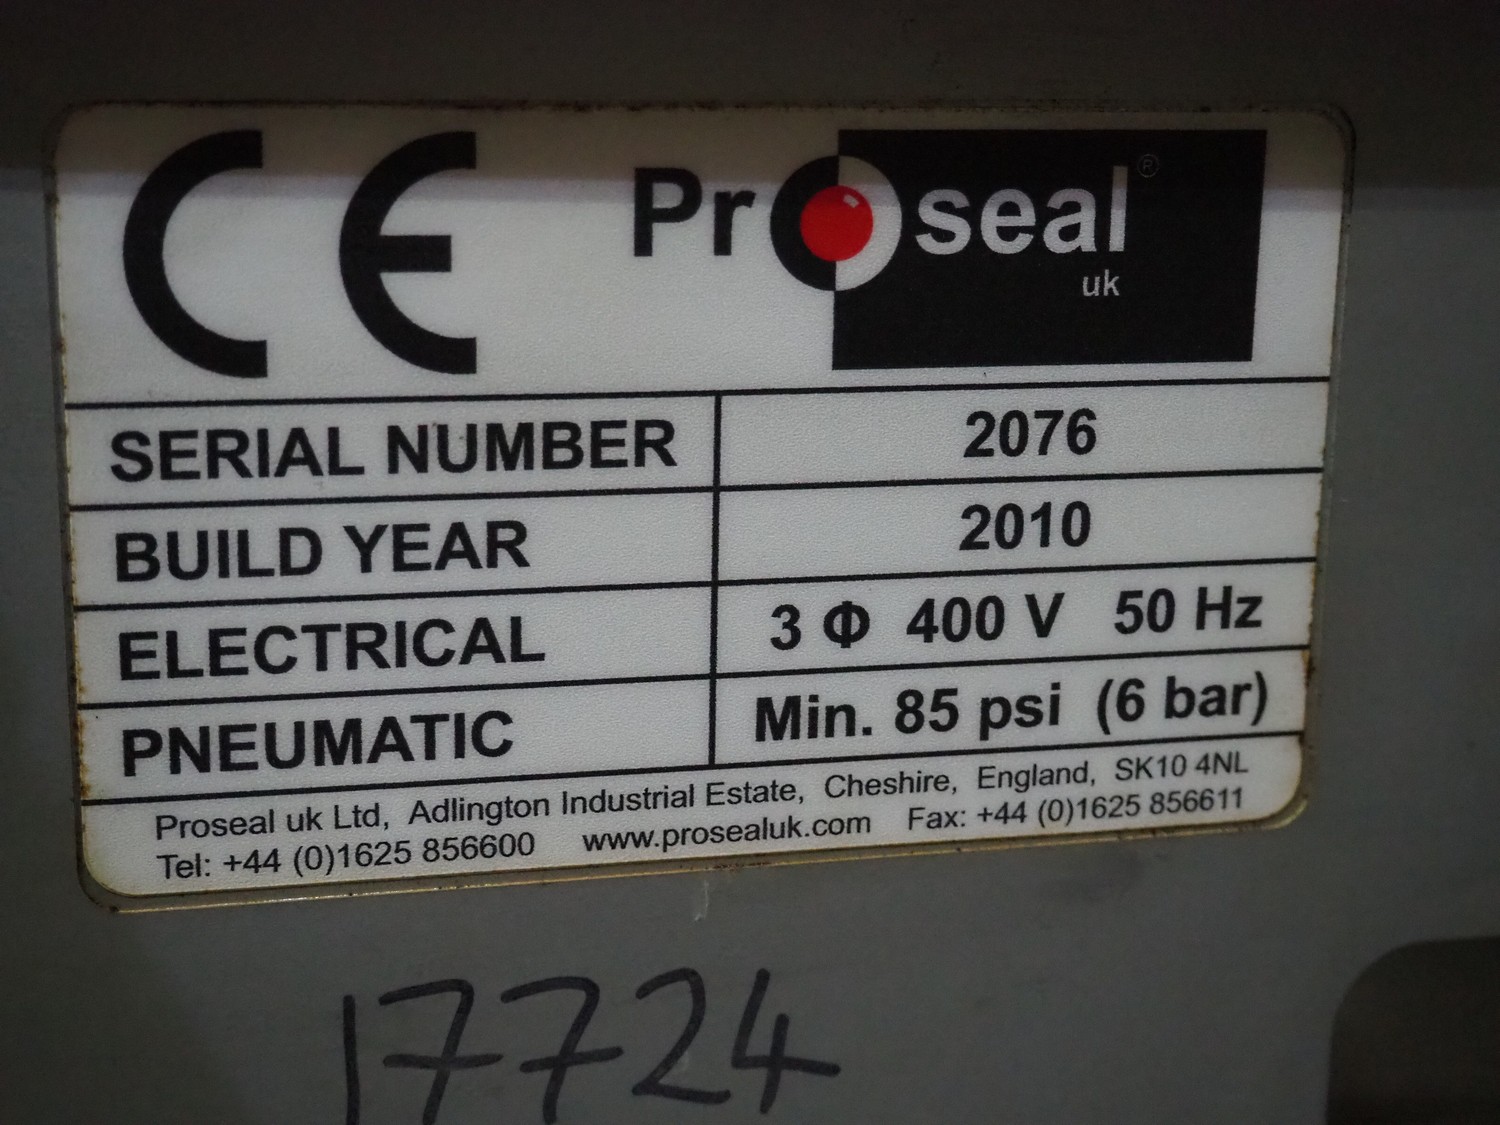 CE Proseal®
uk
SERIAL NUMBER 2076
BUILD YEAR 2010
ELECTRICAL 3 Φ 400 V 50 Hz
PNEUMATIC Min. 85 psi (6 bar)
Proseal uk Ltd, Adlington Industrial Estate, Cheshire, England, SK10 4NL
Tel: +44 (0)1625 856600 www.prosealuk.com Fax: +44 (0)1625 856611
17724